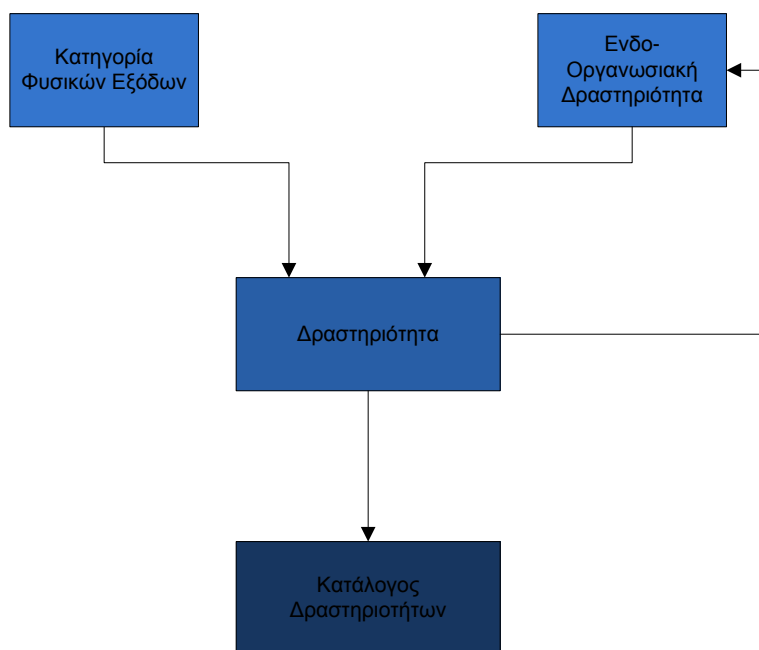 Κατηγορία
Φυσικών Εξόδων
Ενδο-
Οργανωσιακή
Δραστηριότητα
Δραστηριότητα
Κατάλογος
Δραστηριοτήτων